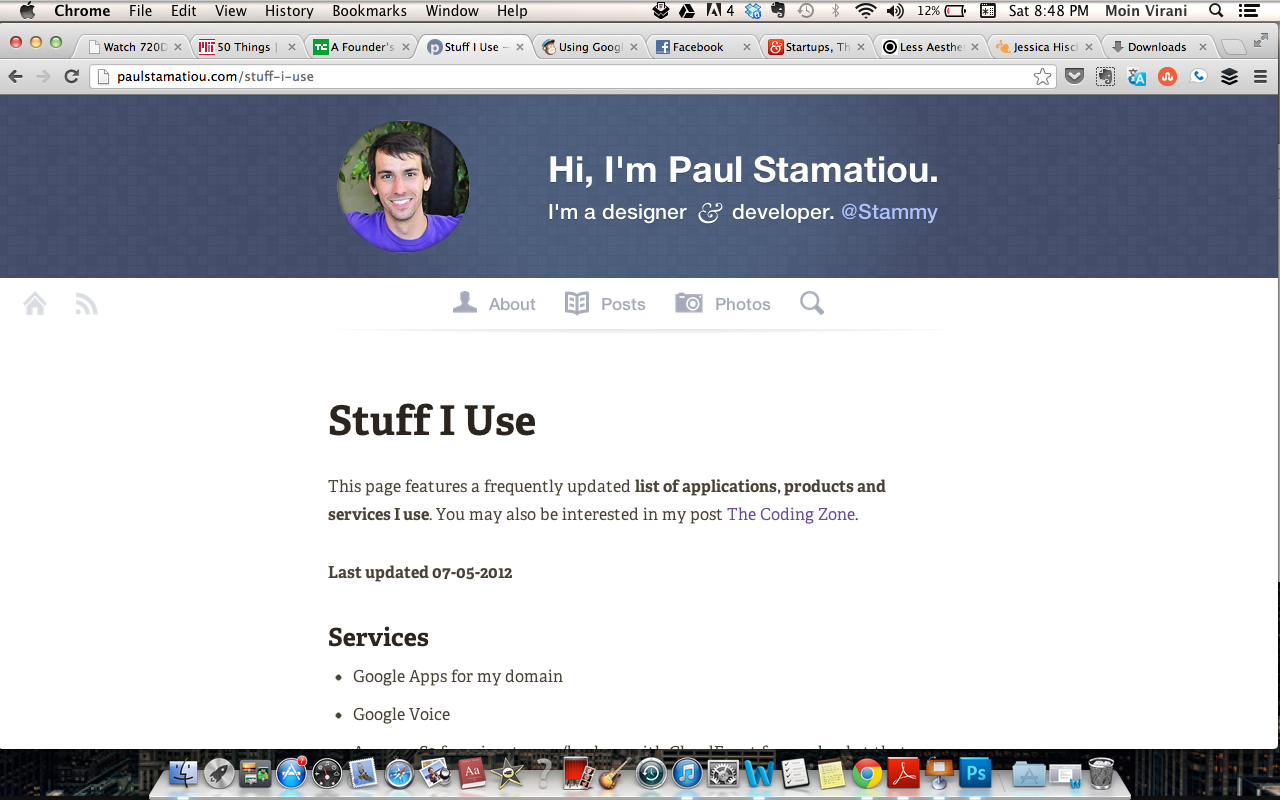 Chrome File Edit View History Bookmarks Window Help 4 12% Sat 8:48 PM Moin Virani
Watch 720D 50 Things | A Founder's Stuff I Use – Using Googl Facebook Startups, Th Less Aesthe Jessica Hisch Downloads
paulstamatiou.com/stuff-i-use
Hi, I'm Paul Stamatiou.
I'm a designer & developer. @Stammy
About Posts Photos
Stuff I Use
This page features a frequently updated list of applications, products and
services I use. You may also be interested in my post The Coding Zone.
Last updated 07-05-2012
Services
• Google Apps for my domain
• Google Voice